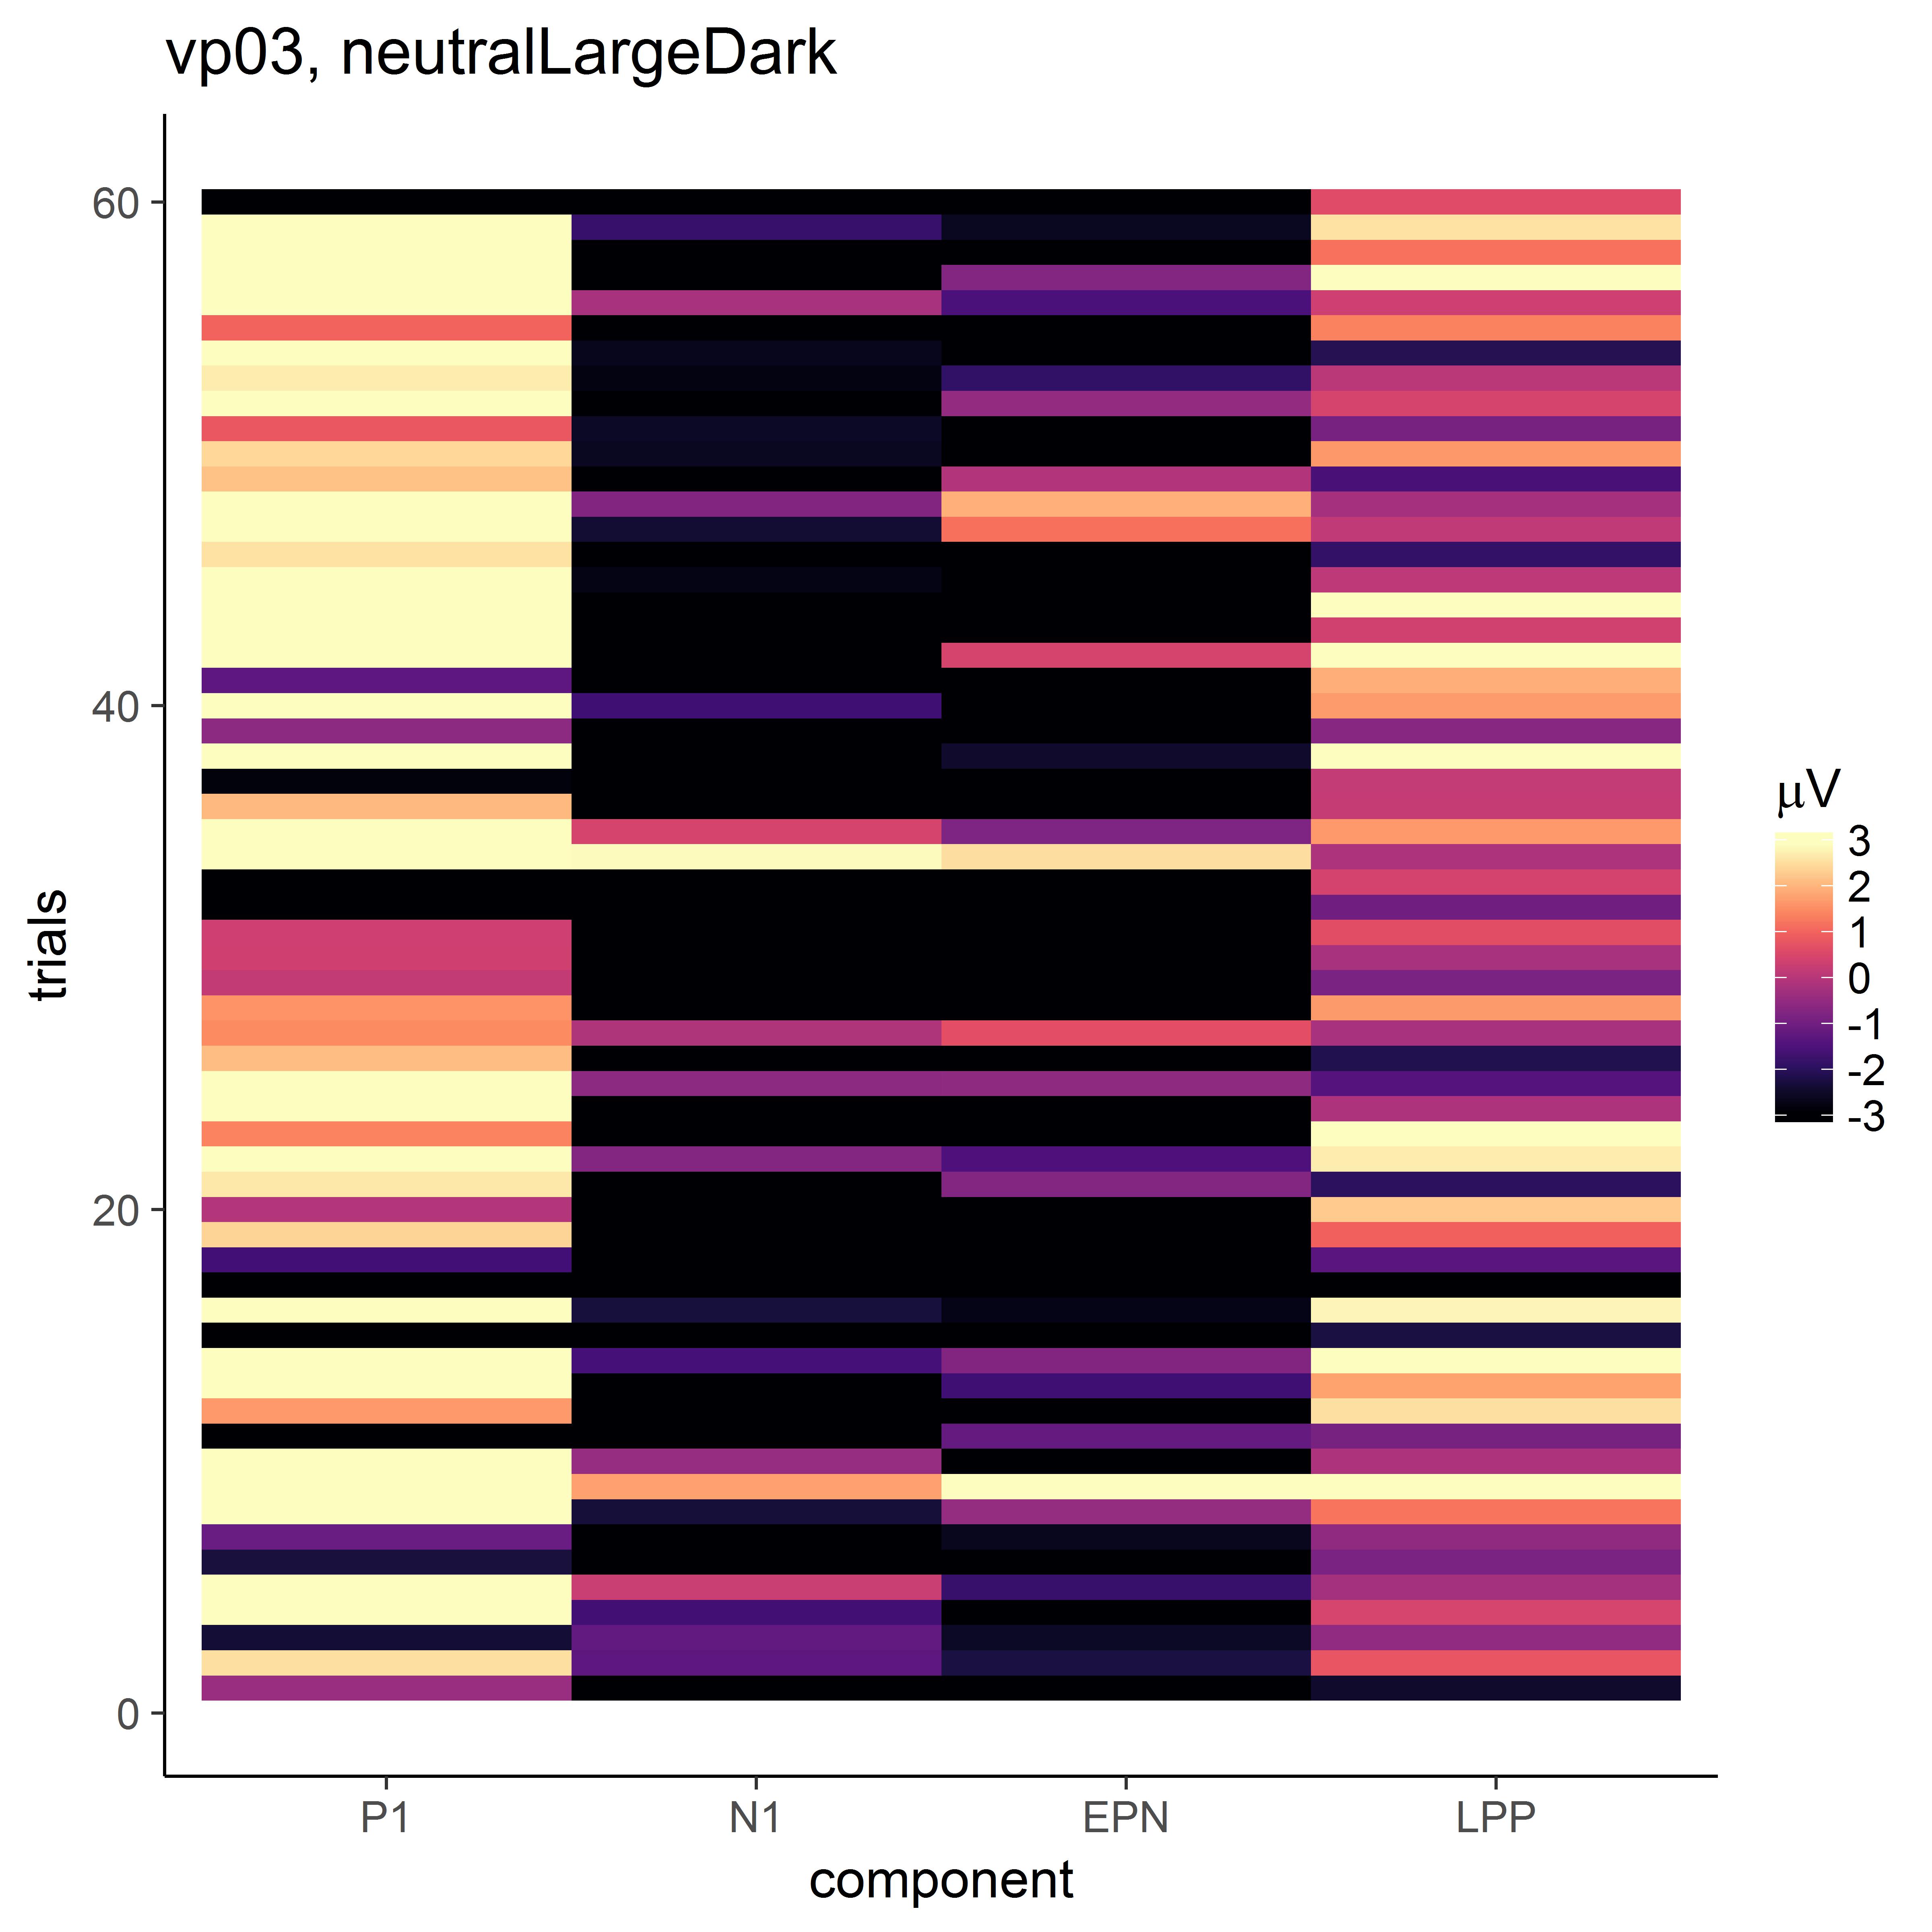 vp03, neutralLargeDark
60
40
20
0
trials
P1 N1 EPN LPP
component
μV
3
2
1
0
-1
-2
-3